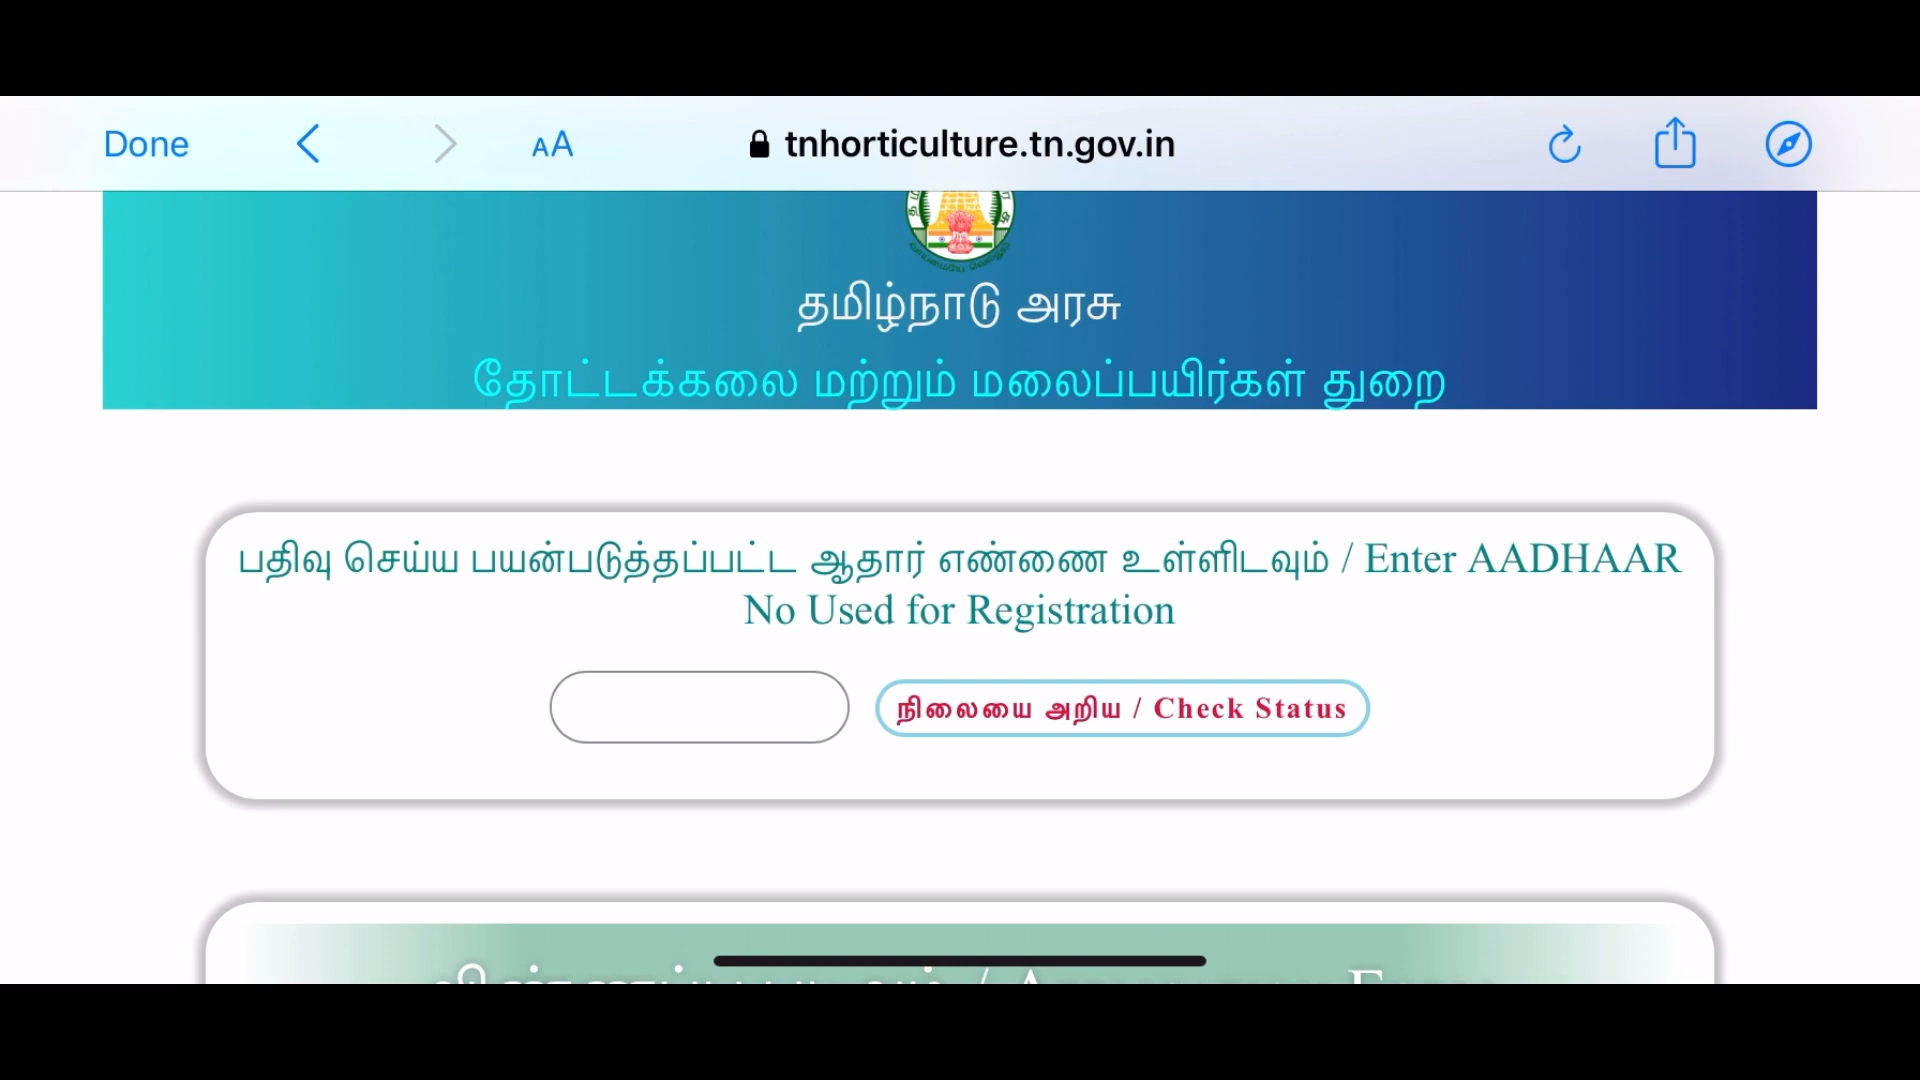 Done
AA
tnhorticulture.tn.gov.in
தமிழ்நாடு அரசு
தோட்டக்கலை மற்றும் மலைப்பயிர்கள் துறை
பதிவு செய்ய பயன்படுத்தப்பட்ட ஆதார் எண்ணை உள்ளிடவும் / Enter AADHAAR
No Used for Registration
நிலையை அறிய / Check Status